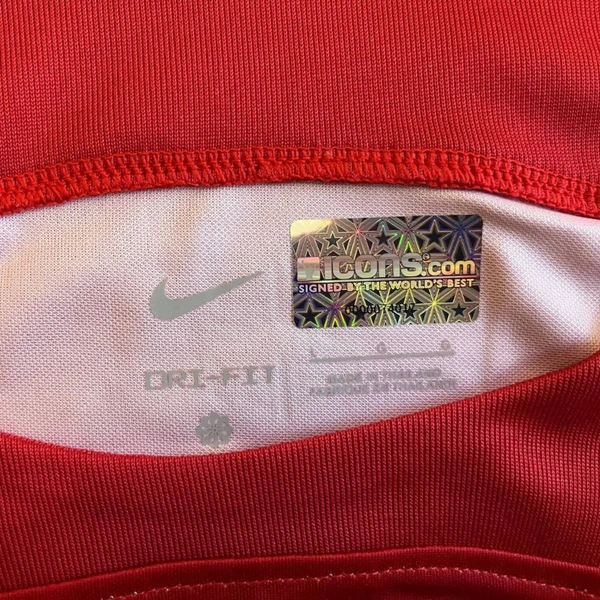 icons.com
SIGNED BY THE WORLD'S BEST
DRI-FIT
L G G
MADE IN THAILAND
FABRIQUÉ EN THAÏLANDE